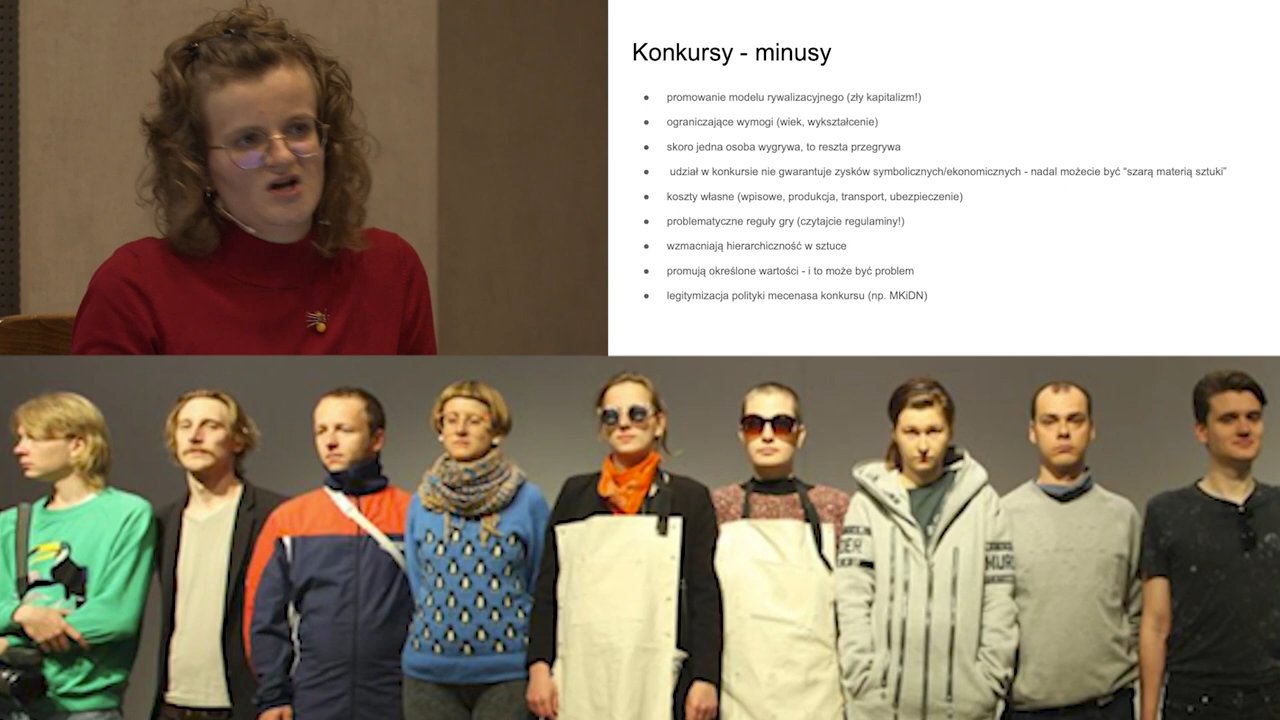 Konkursy - minusy
● promowanie modelu rywalizacyjnego (zły kapitalizm!)
● ograniczające wymogi (wiek, wykształcenie)
● skoro jedna osoba wygrywa, to reszta przegrywa
● udział w konkursie nie gwarantuje zysków symbolicznych/ekonomicznych - nadal możecie być “szarą materią sztuki”
● koszty własne (wpisowe, produkcja, transport, ubezpieczenie)
● problematyczne reguły gry (czytajcie regulaminy!)
● wzmacniają hierarchiczność w sztuce
● promują określone wartości - i to może być problem
● legitymizacja polityki mecenasa konkursu (np. MKiDN)